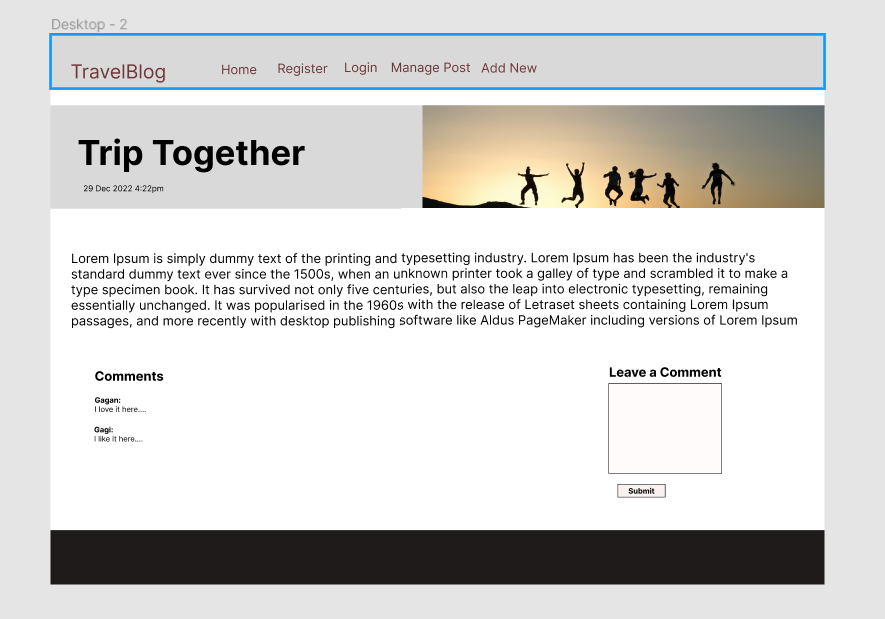 Desktop - 2
TravelBlog Home Register Login Manage Post Add New
Trip Together
29 Dec 2022 4:22pm
Lorem Ipsum is simply dummy text of the printing and typesetting industry. Lorem Ipsum has been the industry's
standard dummy text ever since the 1500s, when an unknown printer took a galley of type and scrambled it to make a
type specimen book. It has survived not only five centuries, but also the leap into electronic typesetting, remaining
essentially unchanged. It was popularised in the 1960s with the release of Letraset sheets containing Lorem Ipsum
passages, and more recently with desktop publishing software like Aldus PageMaker including versions of Lorem Ipsum
Comments
Gagan:
I love it here....
Gagi:
I like it here....
Leave a Comment
Submit